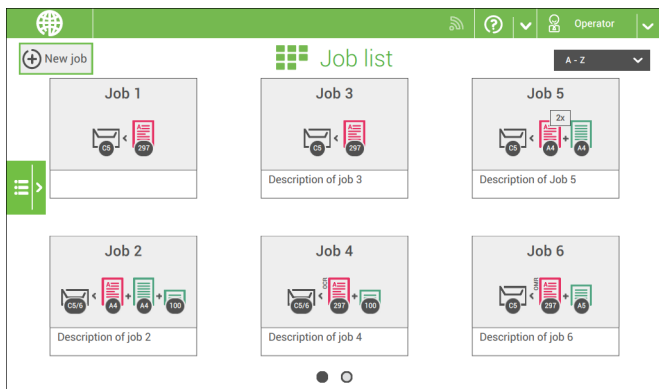 Operator
New job
Job list
A - Z
Job 1
C5
A
297
Job 3
C5
A
297
Description of job 3
Job 5
2x
C5
A
A4
A4
Description of Job 5
Job 2
C5/6
A
A4
A4
100
Description of job 2
Job 4
OCR
C5/6
A
297
100
Description of job 4
Job 6
OMR
C5
A
297
A5
Description of job 6